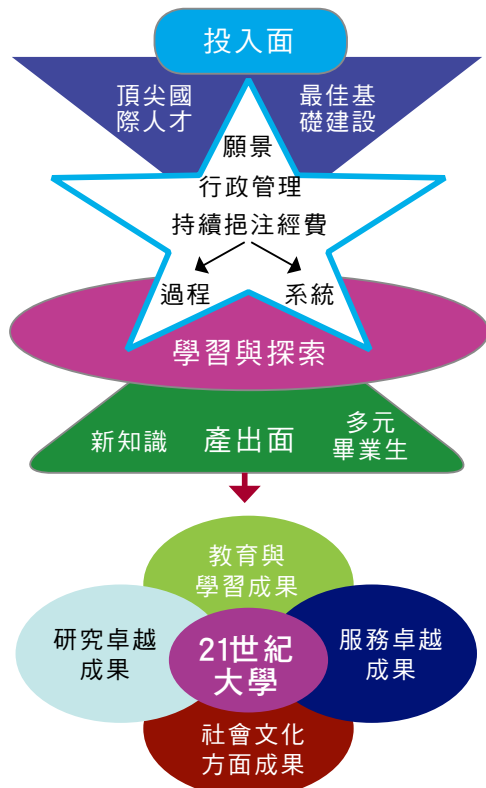 投入面
頂尖國
際人才
最佳基
礎建設
願景
行政管理
持續挹注經費
過程
系統
學習與探索
新知識
產出面
多元
畢業生
教育與
學習成果
研究卓越
成果
21世紀
大學
服務卓越
成果
社會文化
方面成果